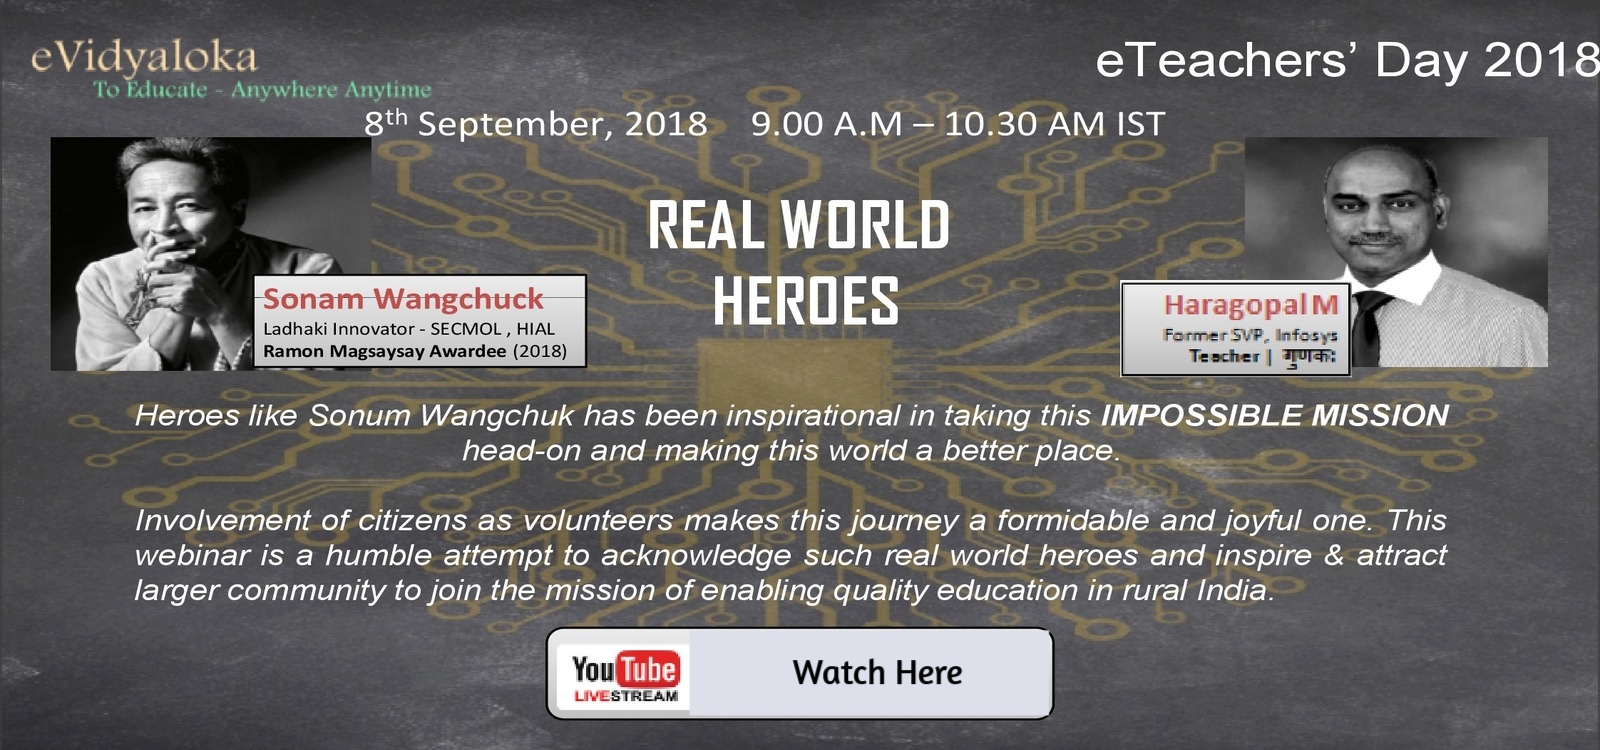 eVidyaloka
To Educate - Anywhere Anytime
eTeachers’ Day 2018
8th September, 2018 9.00 A.M – 10.30 AM IST
REAL WORLD
HEROES
Sonam Wangchuck
Ladhaki Innovator - SECMOL , HIAL
Ramon Magsaysay Awardee (2018)
Haragopal M
Former SVP, Infosys
Teacher | गुणक:
Heroes like Sonum Wangchuk has been inspirational in taking this IMPOSSIBLE MISSION
head-on and making this world a better place.
Involvement of citizens as volunteers makes this journey a formidable and joyful one. This
webinar is a humble attempt to acknowledge such real world heroes and inspire & attract
larger community to join the mission of enabling quality education in rural India.
YouTube
LIVESTREAM
Watch Here